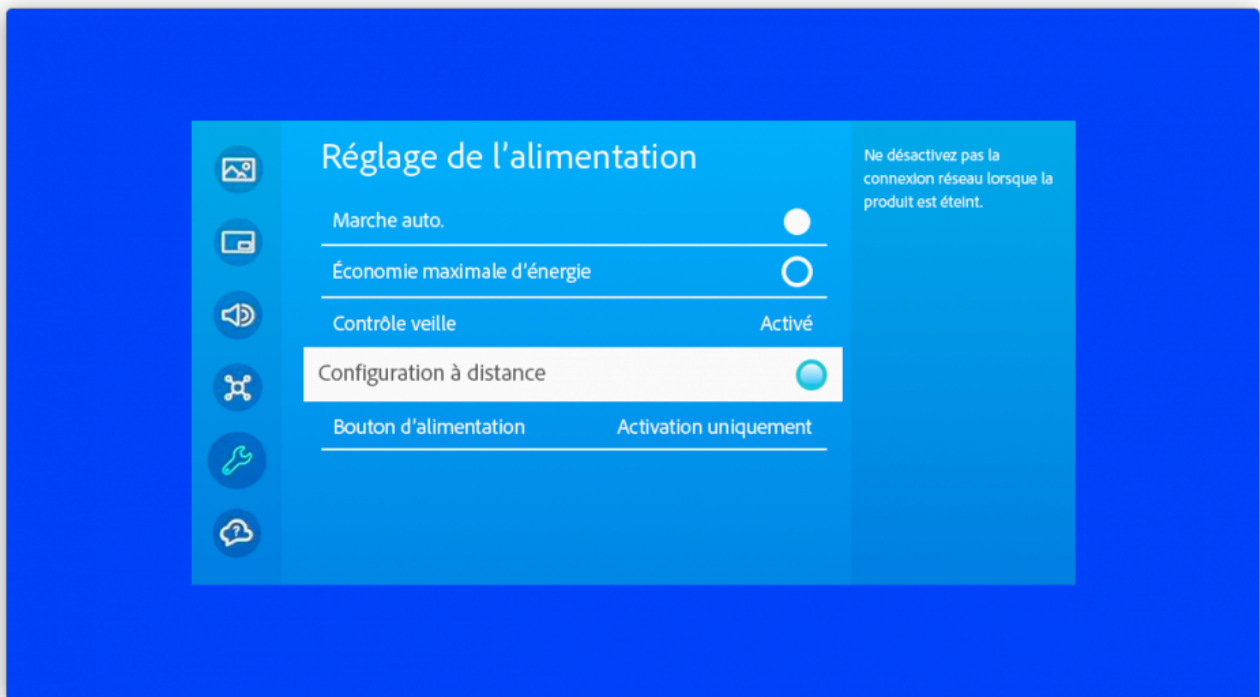 Réglage de l'alimentation
Marche auto.
Économie maximale d'énergie
Contrôle veille Activé
Configuration à distance
Bouton d'alimentation Activation uniquement
Ne désactivez pas la
connexion réseau lorsque la
produit est éteint.
?